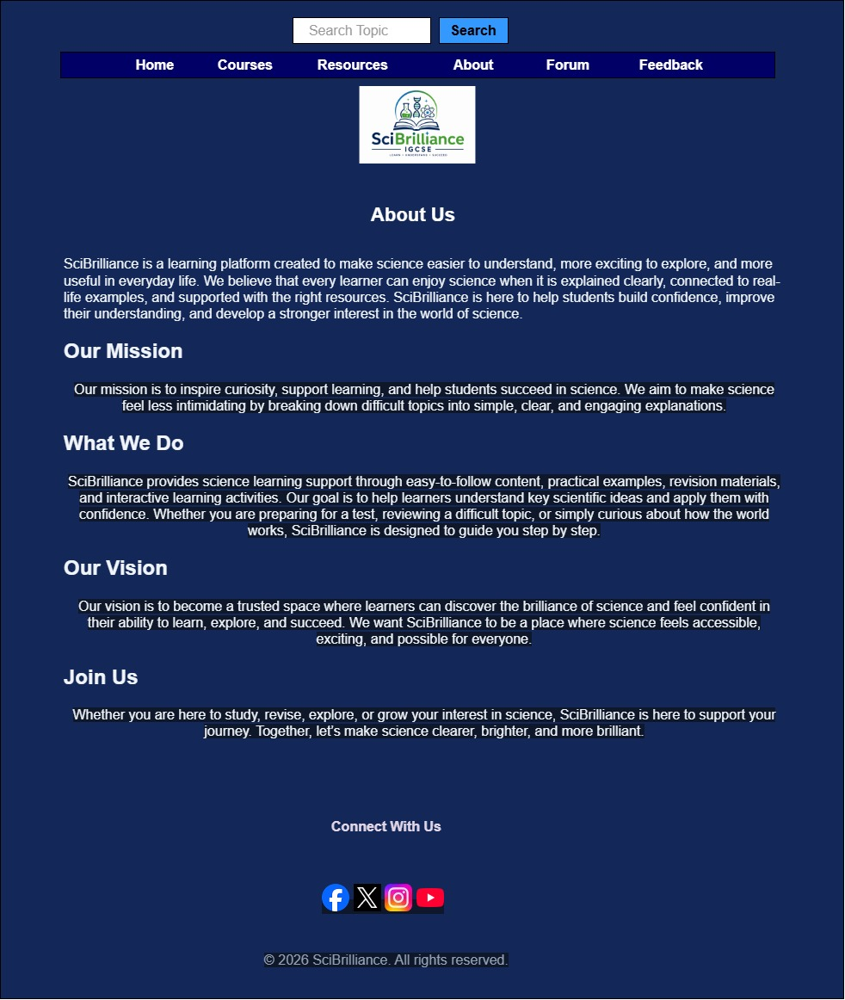 Search Topic
Search
Home Courses Resources About Forum Feedback
SciBrilliance
IGCSE
LEARN • UNDERSTAND • SUCCEED
About Us
SciBrilliance is a learning platform created to make science easier to understand, more exciting to explore, and more
useful in everyday life. We believe that every learner can enjoy science when it is explained clearly, connected to real-
life examples, and supported with the right resources. SciBrilliance is here to help students build confidence, improve
their understanding, and develop a stronger interest in the world of science.
Our Mission
Our mission is to inspire curiosity, support learning, and help students succeed in science. We aim to make science
feel less intimidating by breaking down difficult topics into simple, clear, and engaging explanations.
What We Do
SciBrilliance provides science learning support through easy-to-follow content, practical examples, revision materials,
and interactive learning activities. Our goal is to help learners understand key scientific ideas and apply them with
confidence. Whether you are preparing for a test, reviewing a difficult topic, or simply curious about how the world
works, SciBrilliance is designed to guide you step by step.
Our Vision
Our vision is to become a trusted space where learners can discover the brilliance of science and feel confident in
their ability to learn, explore, and succeed. We want SciBrilliance to be a place where science feels accessible,
exciting, and possible for everyone.
Join Us
Whether you are here to study, revise, explore, or grow your interest in science, SciBrilliance is here to support your
journey. Together, let’s make science clearer, brighter, and more brilliant.
Connect With Us
© 2026 SciBrilliance. All rights reserved.